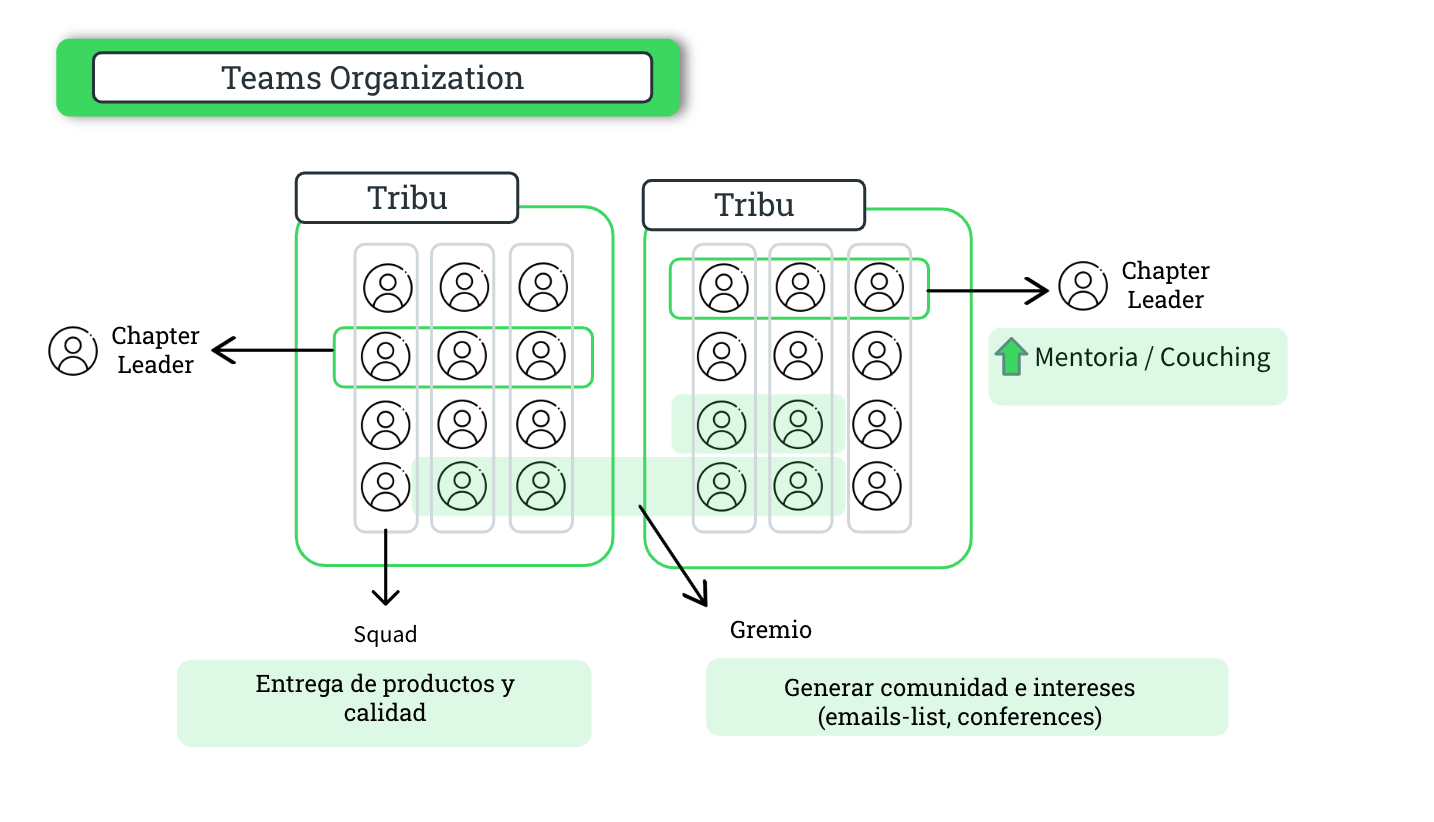 Teams Organization
Tribu
Tribu
Chapter
Leader
Chapter
Leader
Mentoria / Couching
Squad
Entrega de productos y
calidad
Gremio
Generar comunidad e intereses
(emails-list, conferences)